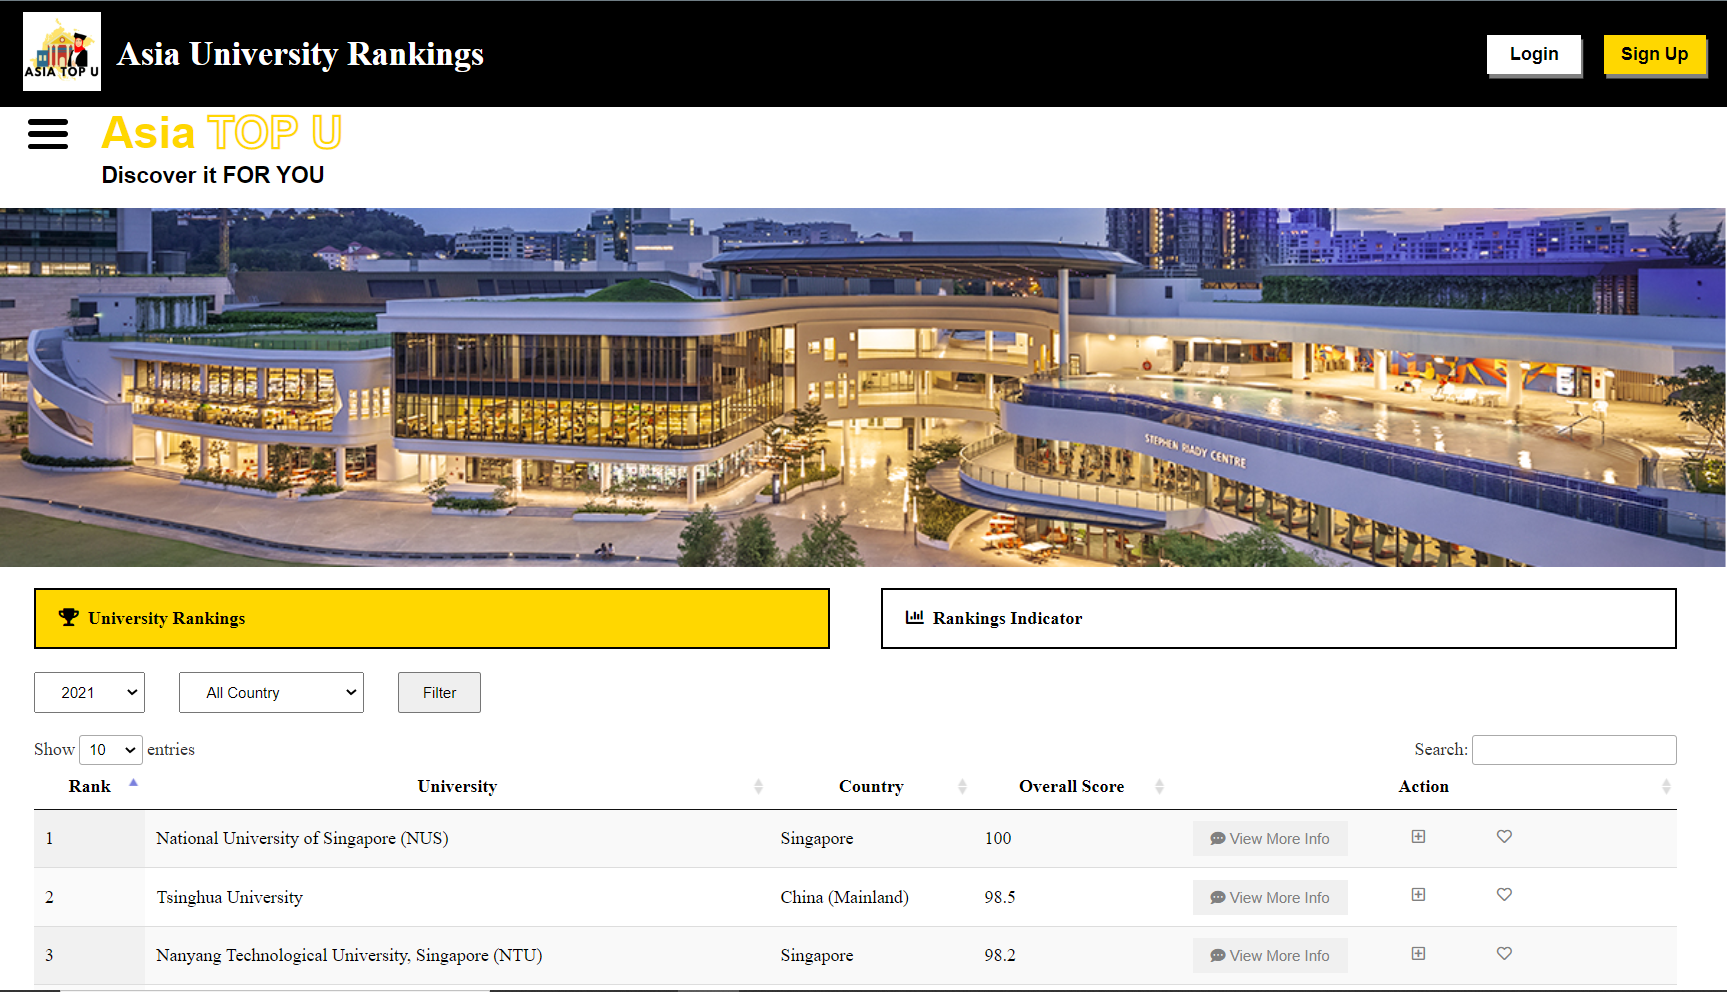 ASIA TOP U
Asia University Rankings
Login
Sign Up
Asia TOP U
Discover it FOR YOU
STEPHEN RIADY CENTRE
University Rankings
Rankings Indicator
2021
All Country
Filter
Show 10 entries
Search:
Rank University Country Overall Score Action
1 National University of Singapore (NUS) Singapore 100 View More Info
2 Tsinghua University China (Mainland) 98.5 View More Info
3 Nanyang Technological University, Singapore (NTU) Singapore 98.2 View More Info